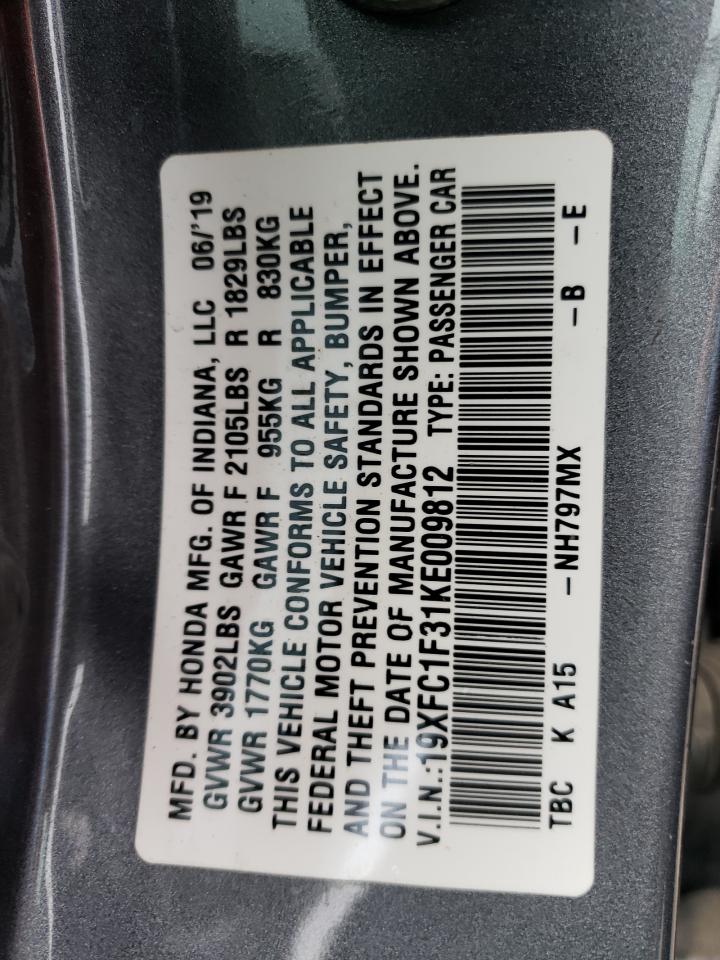 MFD. BY HONDA MFG. OF INDIANA, LLC 06/'19
GVWR 3902LBS GAWR F 2105LBS R 1829LBS
GVWR 1770KG GAWR F 955KG R 830KG
THIS VEHICLE CONFORMS TO ALL APPLICABLE
FEDERAL MOTOR VEHICLE SAFETY, BUMPER,
AND THEFT PREVENTION STANDARDS IN EFFECT
ON THE DATE OF MANUFACTURE SHOWN ABOVE.
V.I.N.:19XFC1F31KE009812 TYPE: PASSENGER CAR
TBC K A15 -NH797MX -B -E